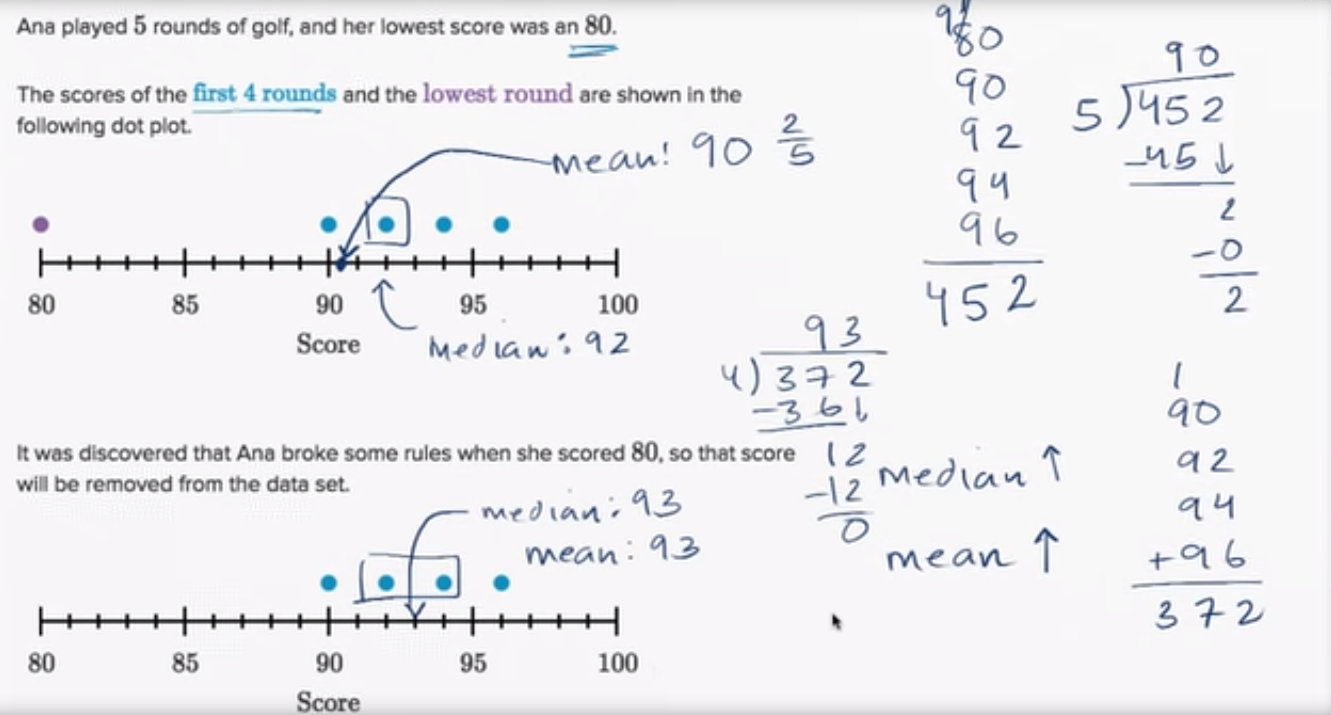 Ana played 5 rounds of golf, and her lowest score was an 80.
The scores of the first 4 rounds and the lowest round are shown in the
following dot plot.
mean! 90 2/5
80 85 90 95 100
Score
median: 92
It was discovered that Ana broke some rules when she scored 80, so that score
will be removed from the data set.
median: 93
mean: 93
80 85 90 95 100
Score
80
90
92
94
96
452
90
5)452
-45↓
2
-0
2
93
4)372
-36↓
12
-12
0
median ↑
mean ↑
1
90
92
94
+96
372